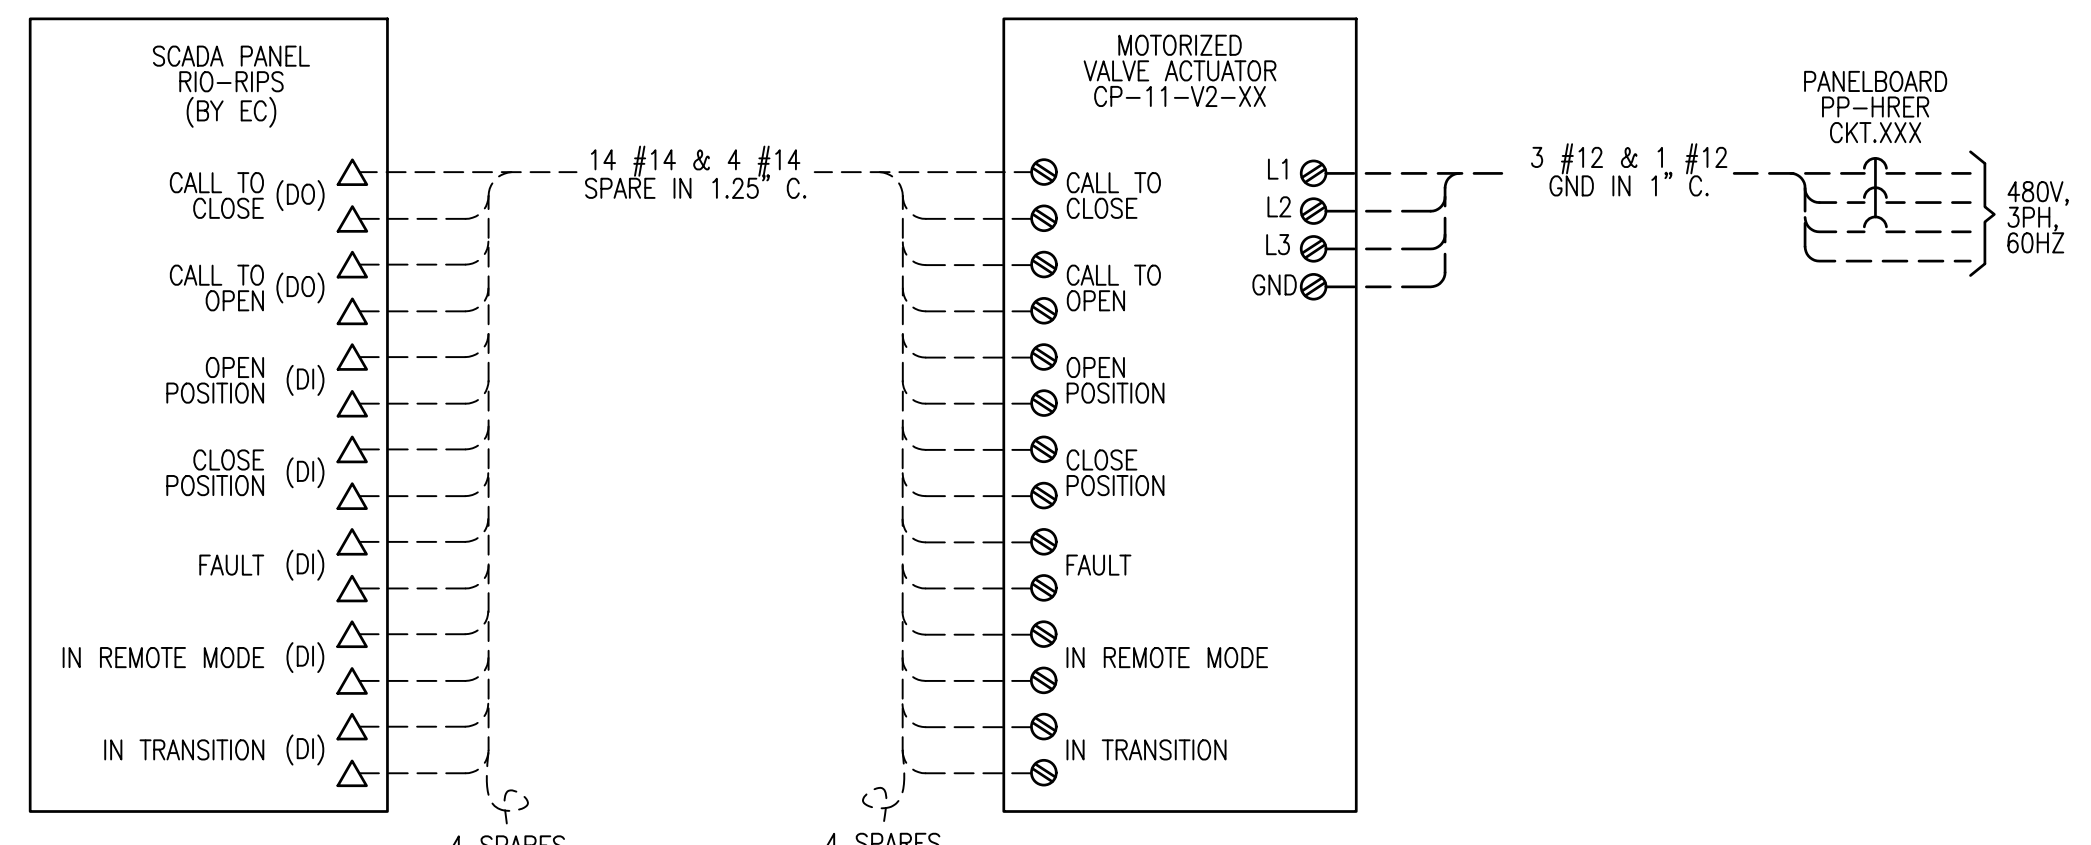 SCADA PANEL
RIO-RIPS
(BY EC)
CALL TO
CLOSE (DO)
CALL TO
OPEN (DO)
OPEN
POSITION (DI)
CLOSE
POSITION (DI)
FAULT (DI)
IN REMOTE MODE (DI)
IN TRANSITION (DI)
14 #14 & 4 #14
SPARE IN 1.25" C.
4 SPARES
4 SPARES
MOTORIZED
VALVE ACTUATOR
CP-11-V2-XX
CALL TO
CLOSE
CALL TO
OPEN
OPEN
POSITION
CLOSE
POSITION
FAULT
IN REMOTE MODE
IN TRANSITION
L1
L2
L3
GND
3 #12 & 1 #12
GND IN 1" C.
PANELBOARD
PP-HRER
CKT.XXX
480V,
3PH,
60HZ